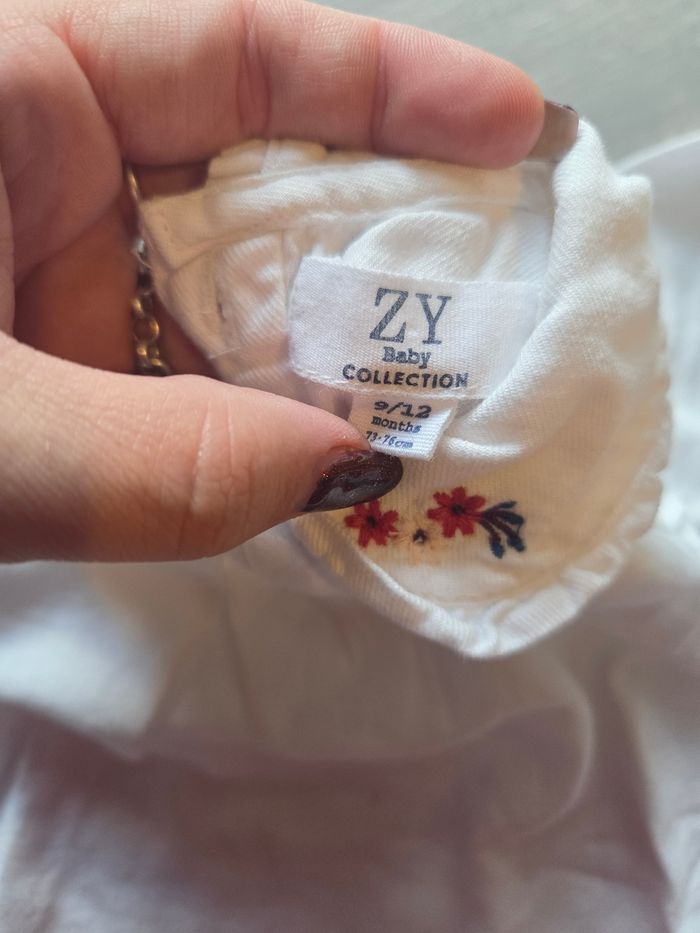 ZY
Baby
COLLECTION
9/12
months
73-76cm